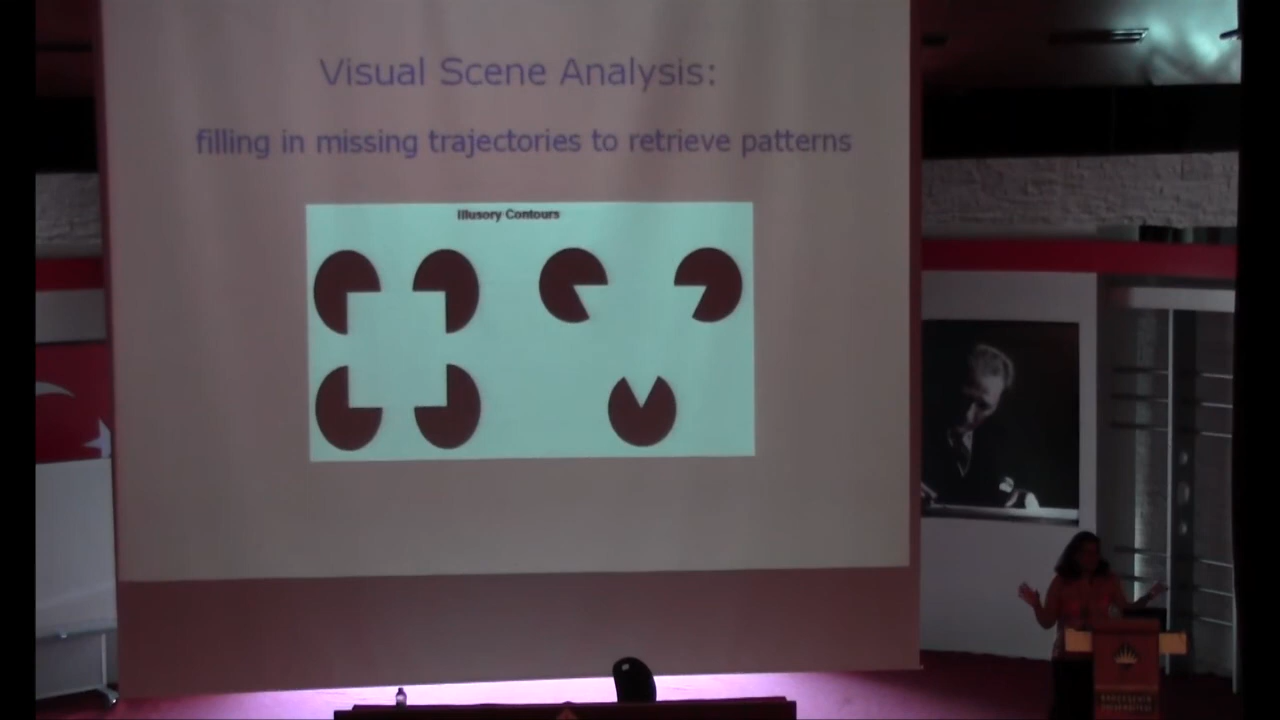 Visual Scene Analysis:
filling in missing trajectories to retrieve patterns
Illusory Contours